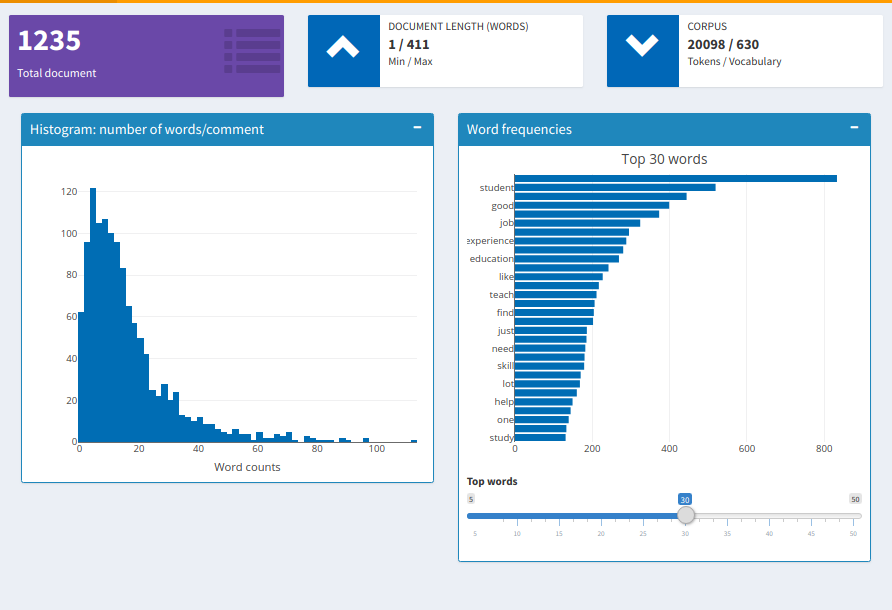 1235
Total document
DOCUMENT LENGTH (WORDS)
1 / 411
Min / Max
CORPUS
20098 / 630
Tokens / Vocabulary
Histogram: number of words/comment
120
100
80
60
40
20
0
0 20 40 60 80 100
Word counts
Word frequencies
Top 30 words
student
good
job
experience
education
like
teach
find
just
need
skill
lot
help
one
study
0 200 400 600 800
Top words
5 30 50
5 10 15 20 25 30 35 40 45 50